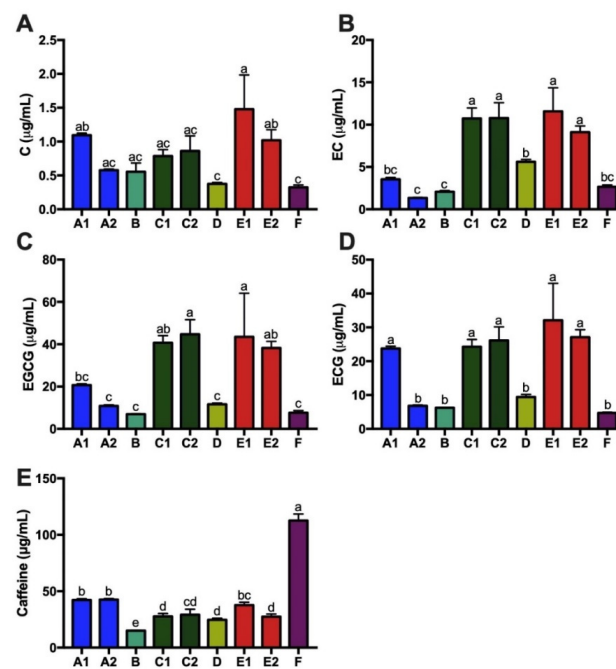 A
C (µg/mL)
2.5
2.0
1.5
1.0
0.5
0.0
ab
ac
ac
ac
ac
c
a
ab
c
A1 A2 B C1 C2 D E1 E2 F
B
EC (µg/mL)
20
15
10
5
0
bc
c
c
a
a
b
a
a
bc
A1 A2 B C1 C2 D E1 E2 F
C
EGCG (µg/mL)
80
60
40
20
0
bc
c
c
ab
a
c
a
ab
c
A1 A2 B C1 C2 D E1 E2 F
D
ECG (µg/mL)
50
40
30
20
10
0
a
b
b
a
a
b
a
a
b
A1 A2 B C1 C2 D E1 E2 F
E
Caffeine (µg/mL)
150
100
50
0
b
b
e
d
cd
d
bc
d
a
A1 A2 B C1 C2 D E1 E2 F